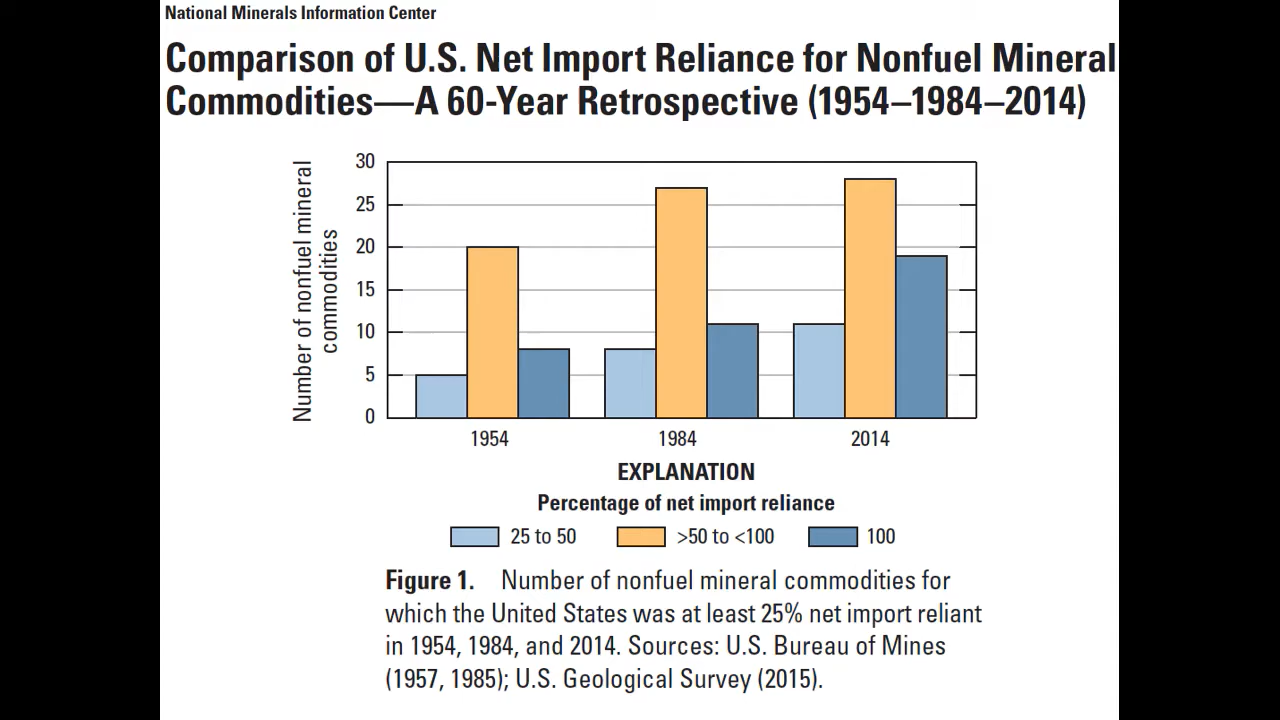 National Minerals Information Center
Comparison of U.S. Net Import Reliance for Nonfuel Mineral
Commodities—A 60-Year Retrospective (1954–1984–2014)
Number of nonfuel mineral
commodities
30
25
20
15
10
5
0
1954 1984 2014
EXPLANATION
Percentage of net import reliance
25 to 50 >50 to <100 100
Figure 1. Number of nonfuel mineral commodities for
which the United States was at least 25% net import reliant
in 1954, 1984, and 2014. Sources: U.S. Bureau of Mines
(1957, 1985); U.S. Geological Survey (2015).